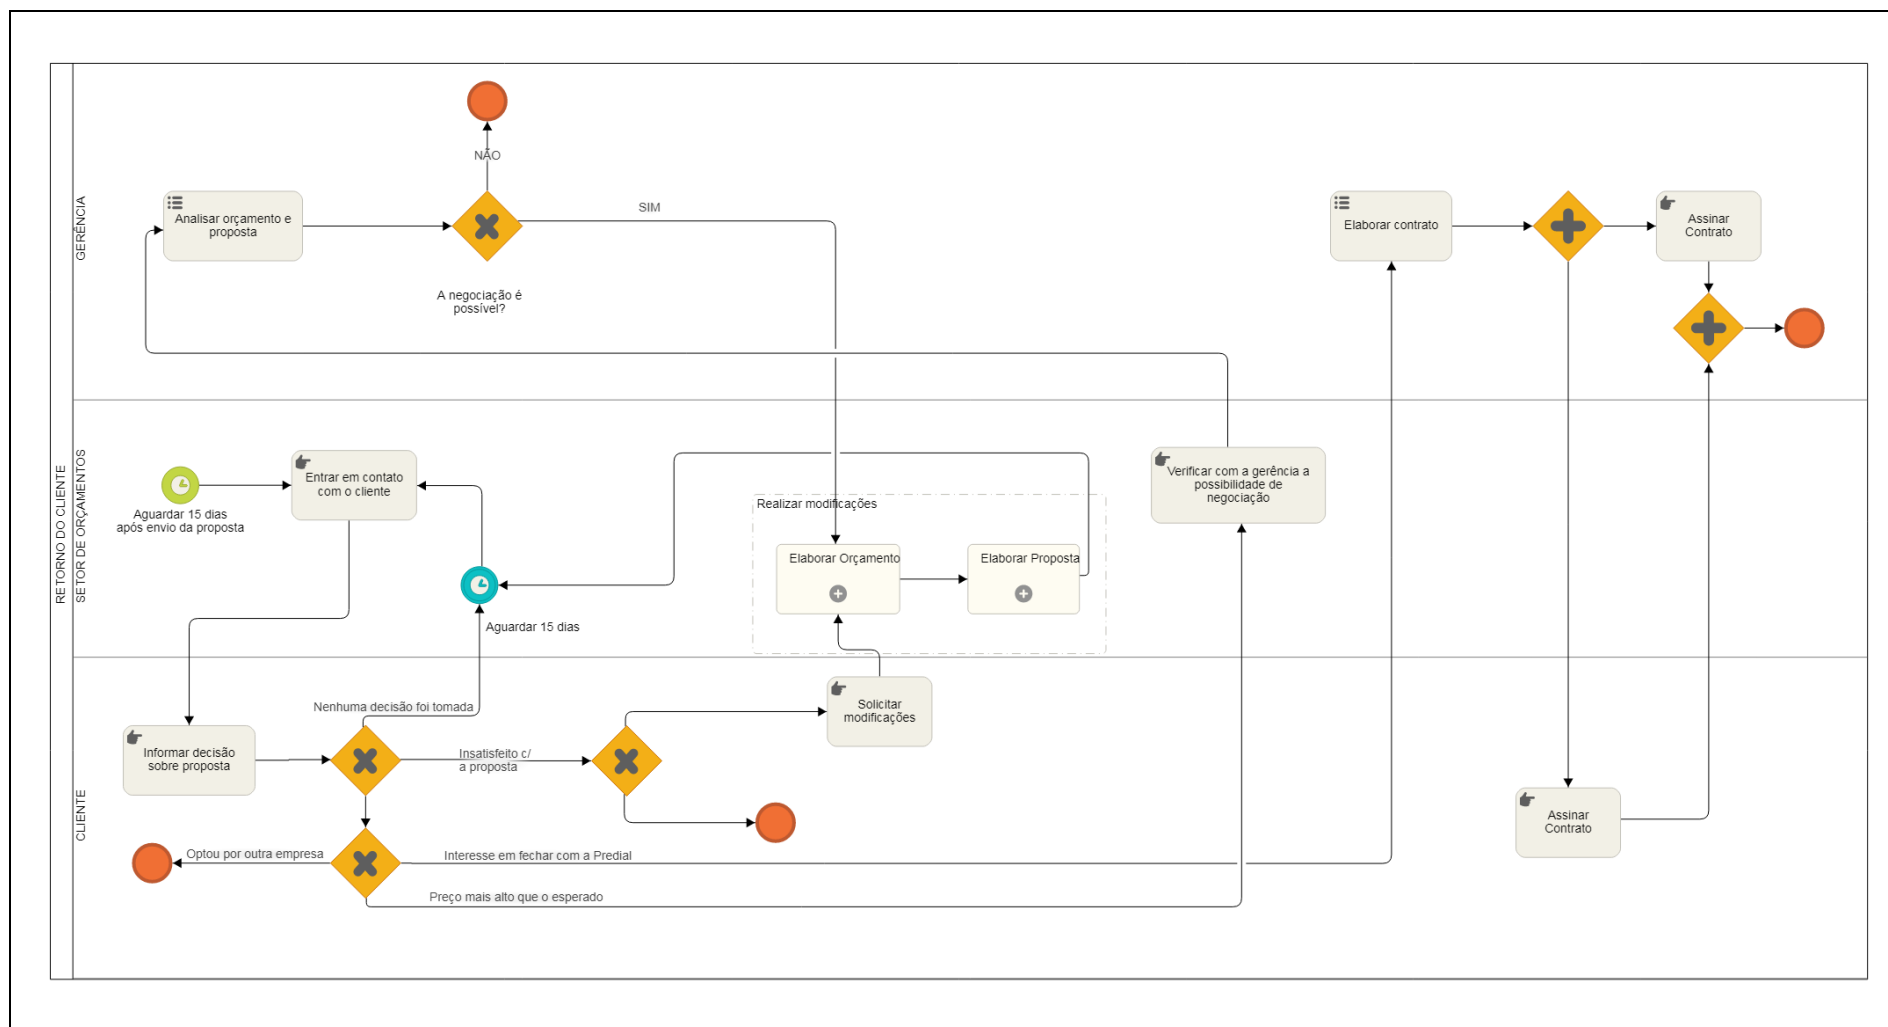 RETORNO DO CLIENTE
GERÊNCIA
NÃO
SIM
Analisar orçamento e
proposta
A negociação é
possível?
Elaborar contrato
Assinar
Contrato
SETOR DE ORÇAMENTOS
Aguardar 15 dias
após envio da proposta
Entrar em contato
com o cliente
Aguardar 15 dias
Realizar modificações
Elaborar Orçamento
Elaborar Proposta
Verificar com a gerência a
possibilidade de
negociação
CLIENTE
Informar decisão
sobre proposta
Nenhuma decisão foi tomada
Insatisfeito c/
a proposta
Solicitar
modificações
Optou por outra empresa
Interesse em fechar com a Predial
Preço mais alto que o esperado
Assinar
Contrato